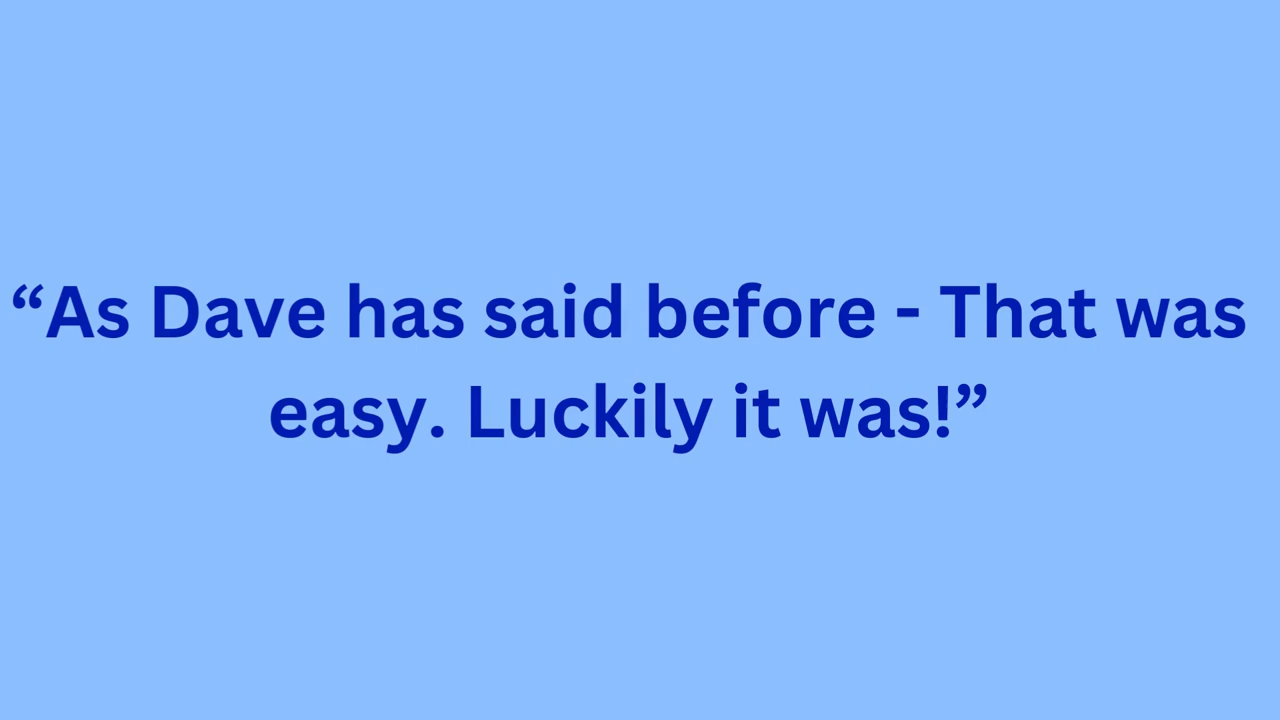 “As Dave has said before - That was
easy. Luckily it was!”